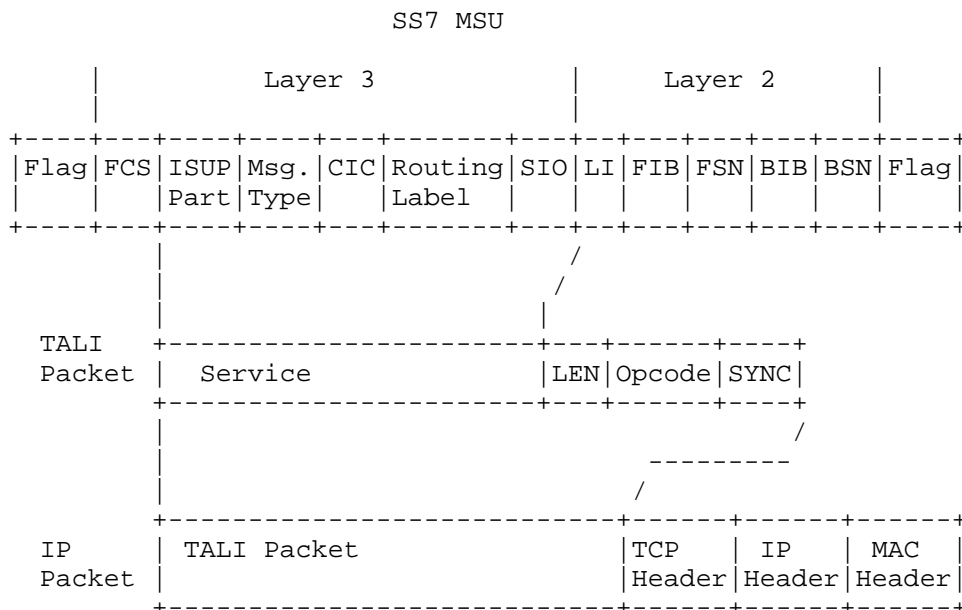 SS7 MSU
Layer 3 Layer 2
Flag FCS ISUP Msg. CIC Routing SIO LI FIB FSN BIB BSN Flag
Part Type Label
TALI
Packet Service LEN Opcode SYNC
IP TALI Packet TCP IP MAC
Packet Header Header Header